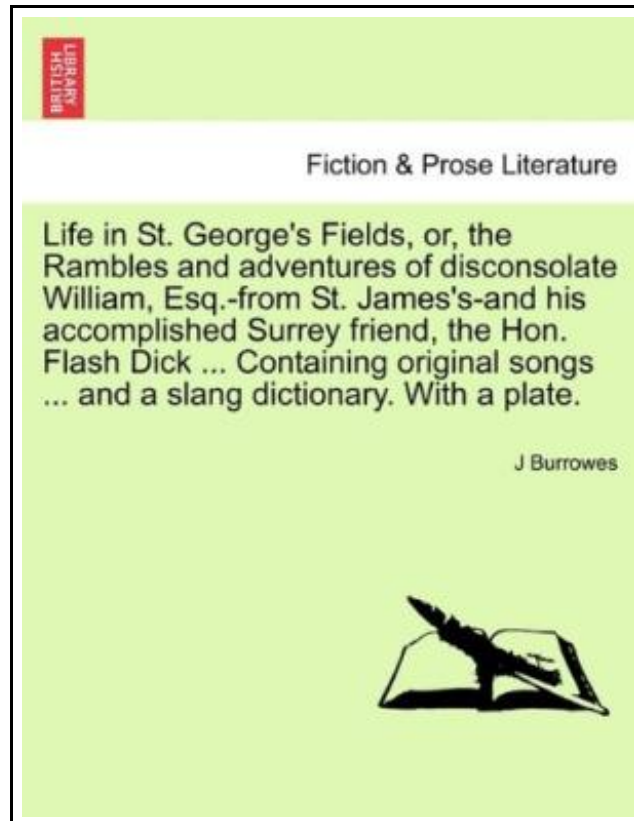 BRITISH
LIBRARY
Fiction & Prose Literature
Life in St. George's Fields, or, the
Rambles and adventures of disconsolate
William, Esq.-from St. James's-and his
accomplished Surrey friend, the Hon.
Flash Dick ... Containing original songs
... and a slang dictionary. With a plate.
J Burrowes